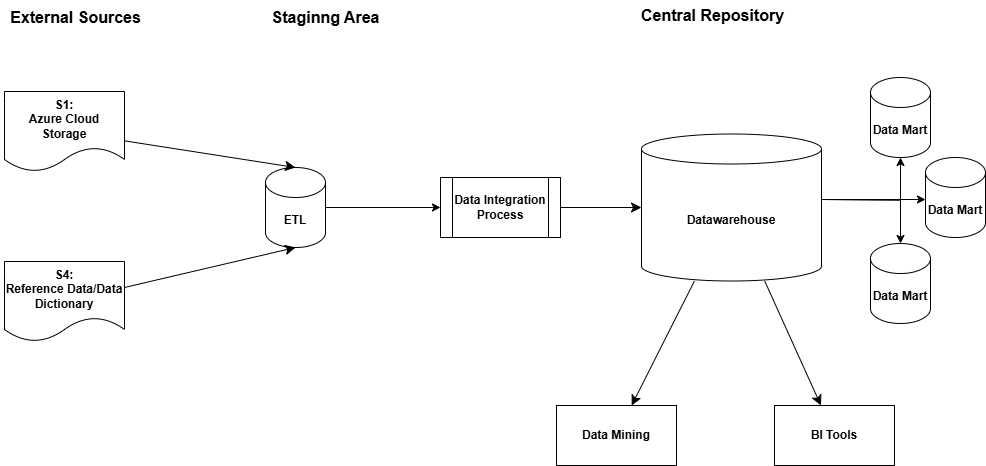 External Sources
Staginng Area
Central Repository
S1:
Azure Cloud
Storage
S4:
Reference Data/Data
Dictionary
ETL
Data Integration
Process
Datawarehouse
Data Mart
Data Mart
Data Mart
Data Mining
BI Tools